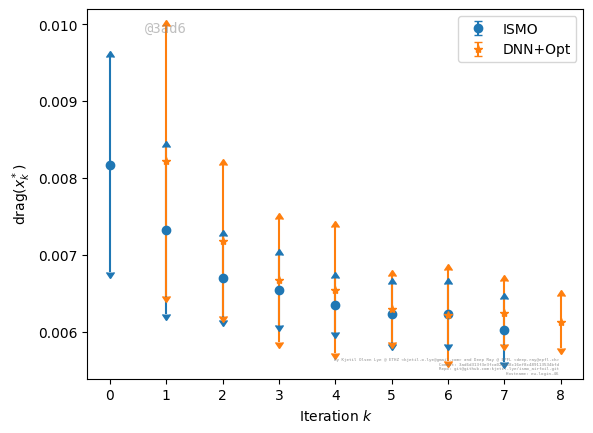 @3ad6
ISMO
DNN+Opt
0.010
0.009
0.008
0.007
0.006
drag(x*k)
0 1 2 3 4 5 6 7 8
Iteration k